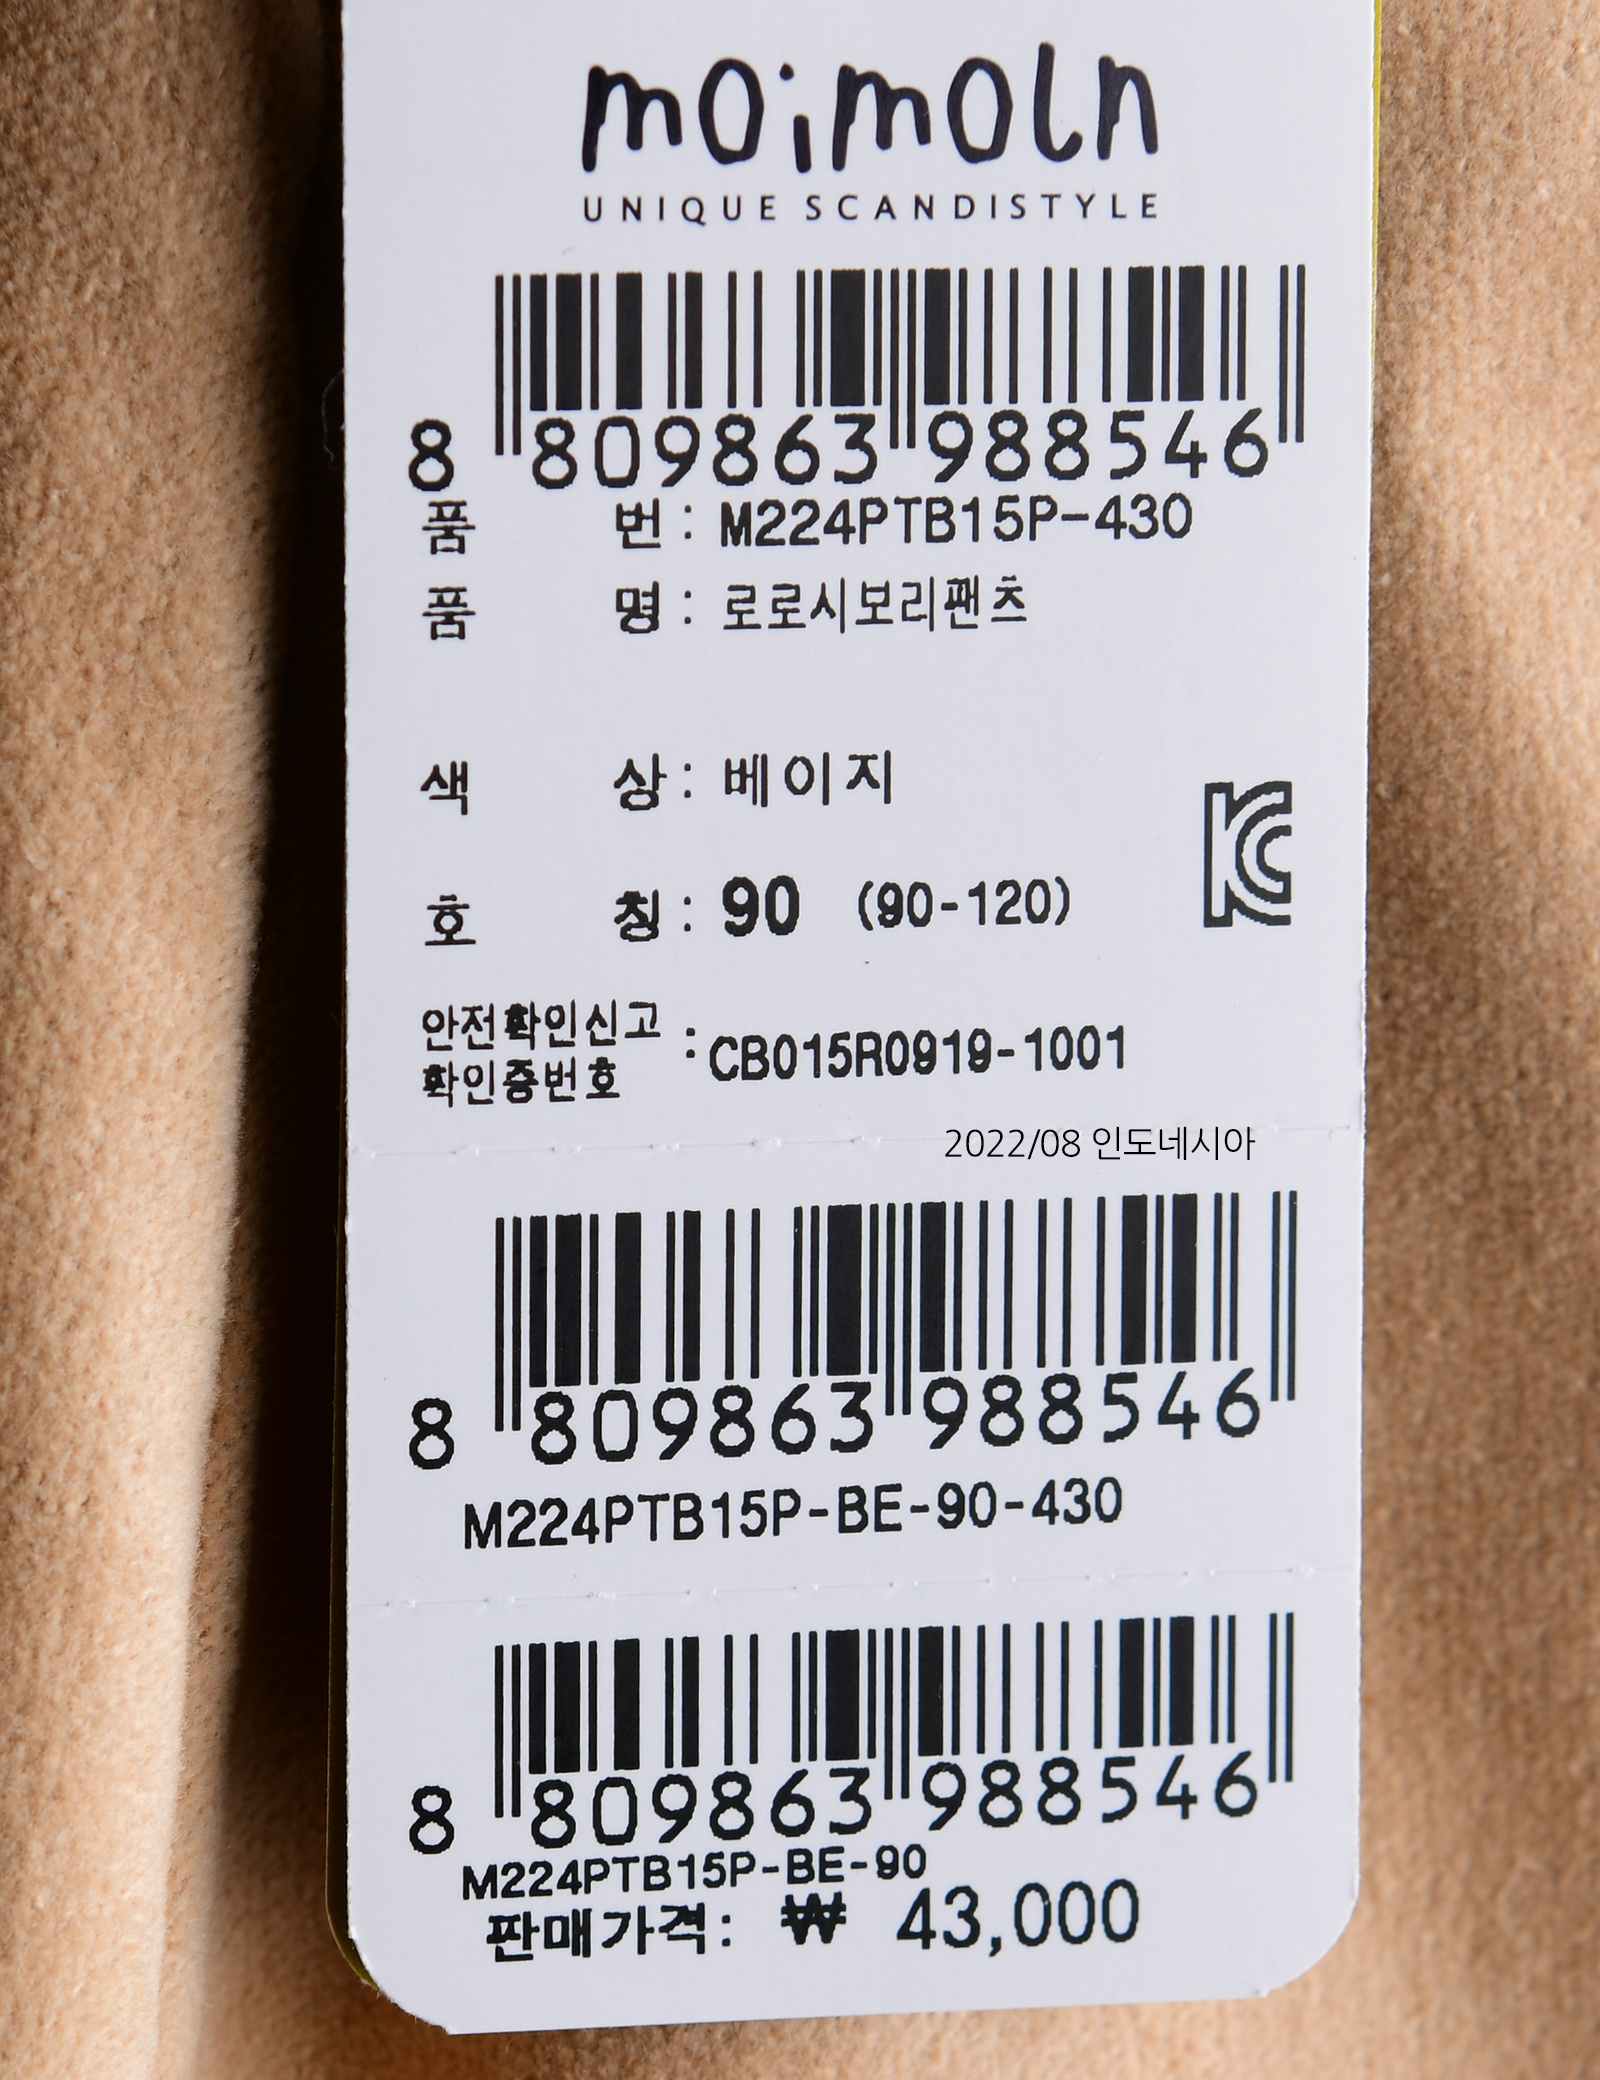 moimoln
UNIQUE SCANDISTYLE
8 809863 988546
품 번 : M224PTB15P-430
품 명 : 로로시보리팬츠
색 상 : 베이지
호 칭 : 90 (90-120)
안전확인신고
확인증번호 : CB015R0919-1001
2022/08 인도네시아
8 809863 988546
M224PTB15P-BE-90-430
8 809863 988546
M224PTB15P-BE-90
판매가격: ₩ 43,000